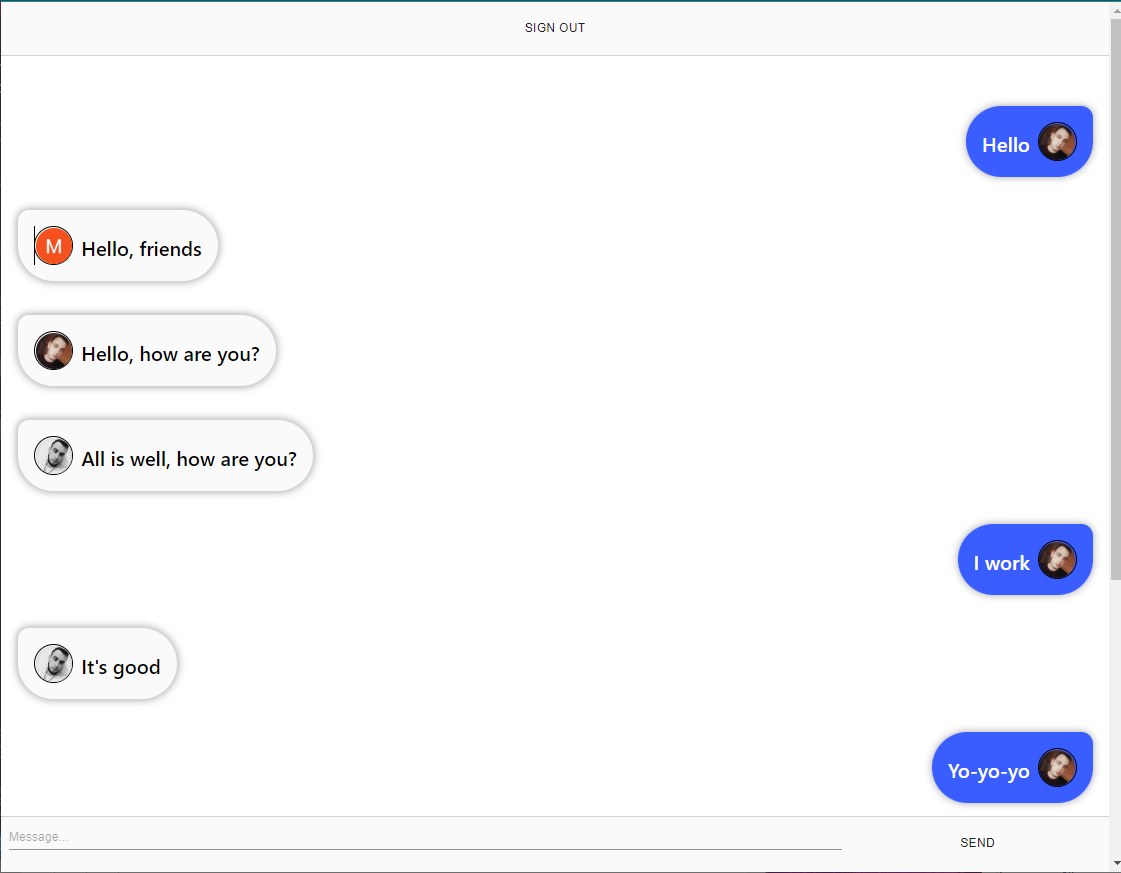 SIGN OUT
Hello
M Hello, friends
Hello, how are you?
All is well, how are you?
I work
It's good
Yo-yo-yo
Message...
SEND